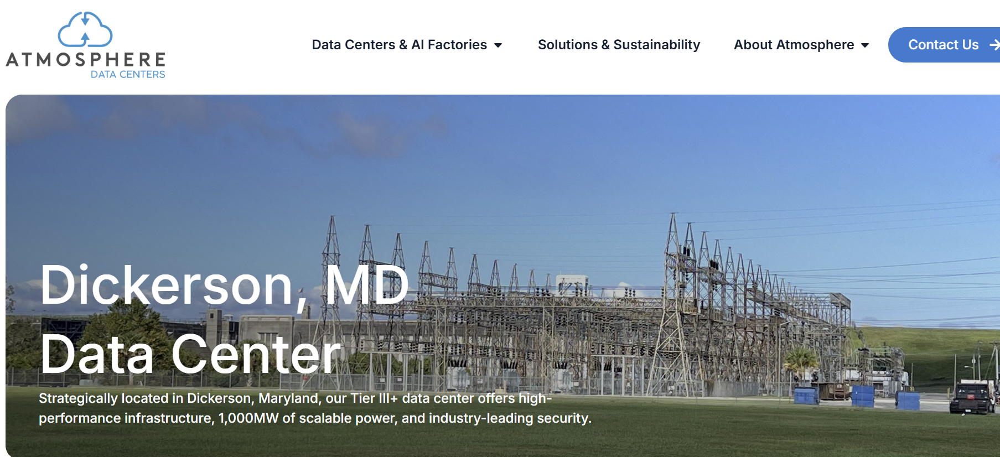 ATMOSPHERE
DATA CENTERS
Data Centers & AI Factories
Solutions & Sustainability
About Atmosphere
Contact Us
Dickerson, MD
Data Center
Strategically located in Dickerson, Maryland, our Tier III+ data center offers high-
performance infrastructure, 1,000MW of scalable power, and industry-leading security.